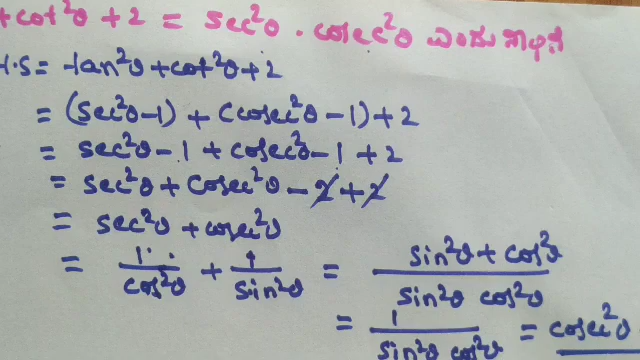 + cot²θ + 2 = sec²θ . cosec²θ ಎಂದು ಸಾಧಿಸಿ
H.S = tan²θ + cot²θ + 2
= (sec²θ - 1) + (cosec²θ - 1) + 2
= sec²θ - 1 + cosec²θ - 1 + 2
= sec²θ + cosec²θ - 2 + 2
= sec²θ + cosec²θ
= 1/cos²θ + 1/sin²θ = sin²θ + cos²θ / sin²θ cos²θ
= 1/sin²θ cos²θ = cosec²θ